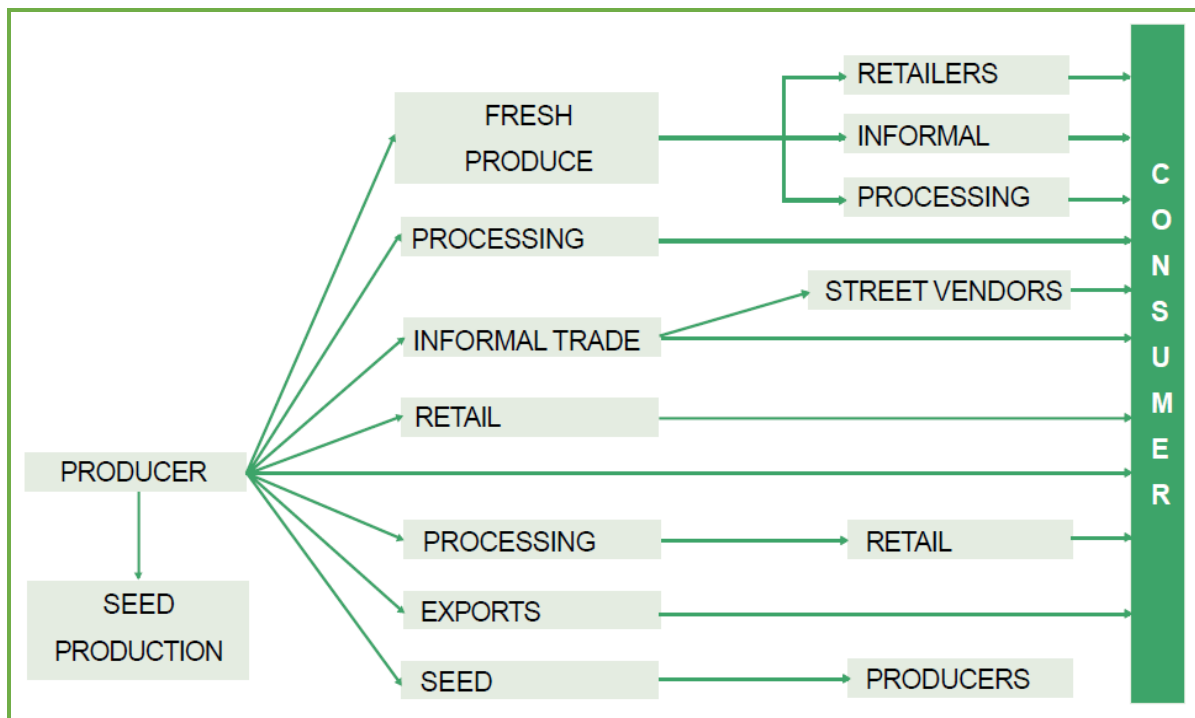 RETAILERS
FRESH
PRODUCE
INFORMAL
PROCESSING
PROCESSING
STREET VENDORS
INFORMAL TRADE
RETAIL
PRODUCER
PROCESSING
RETAIL
SEED
PRODUCTION
EXPORTS
SEED
PRODUCERS
CONSUMER